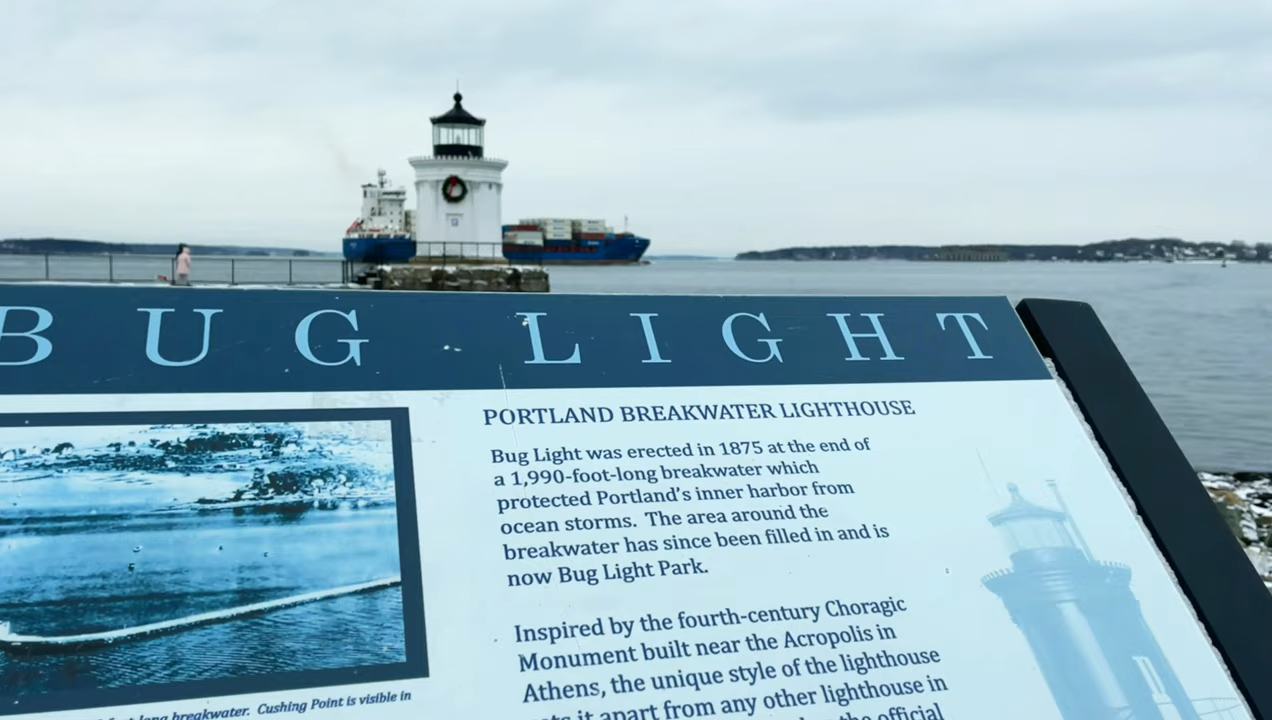 BUG LIGHT
PORTLAND BREAKWATER LIGHTHOUSE
Bug Light was erected in 1875 at the end of
a 1,990-foot-long breakwater which
protected Portland's inner harbor from
ocean storms. The area around the
breakwater has since been filled in and is
now Bug Light Park.
Inspired by the fourth-century Choragic
Monument built near the Acropolis in
Athens, the unique style of the lighthouse
it apart from any other lighthouse in
the official
long breakwater. Cushing Point is visible in